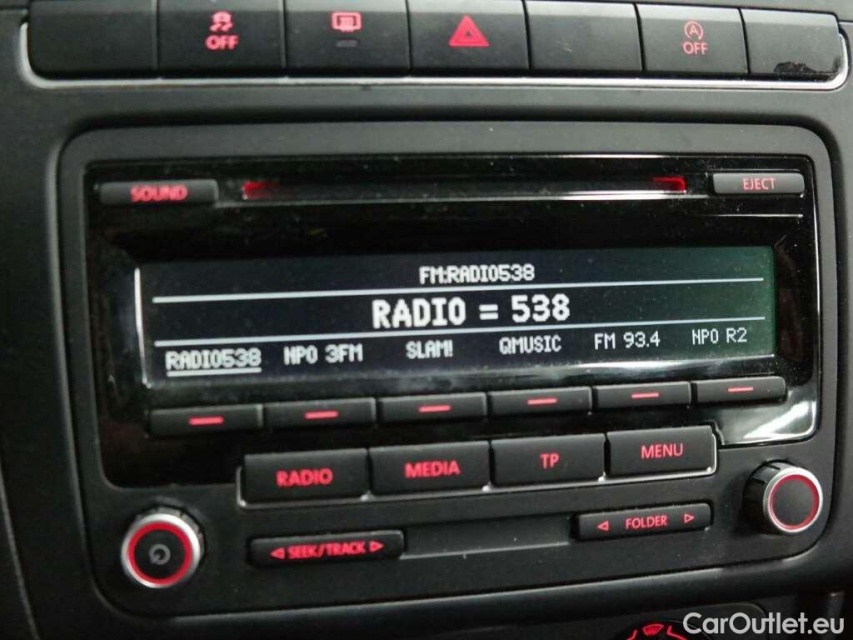 OFF
A
OFF
SOUND
EJECT
FM:RADIO538
RADIO = 538
RADIO538 NPO 3FM SLAM! QMUSIC FM 93.4 NPO R2
RADIO MEDIA TP MENU
SEEK/TRACK
FOLDER
CarOutlet.eu